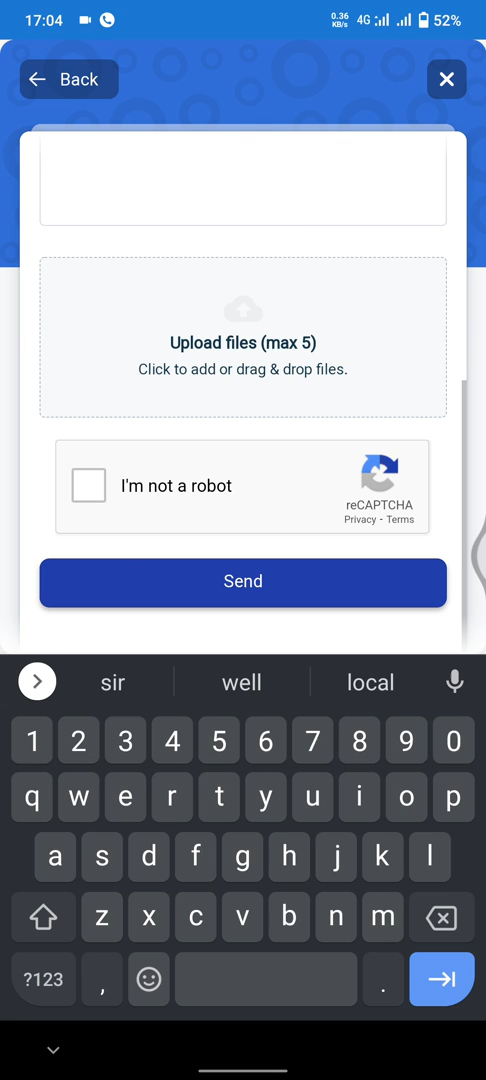 17:04 0.36 KB/s 4G 52%
Back
Upload files (max 5)
Click to add or drag & drop files.
I'm not a robot
reCAPTCHA
Privacy - Terms
Send
sir well local
1 2 3 4 5 6 7 8 9 0
q w e r t y u i o p
a s d f g h j k l
z x c v b n m
?123 , .